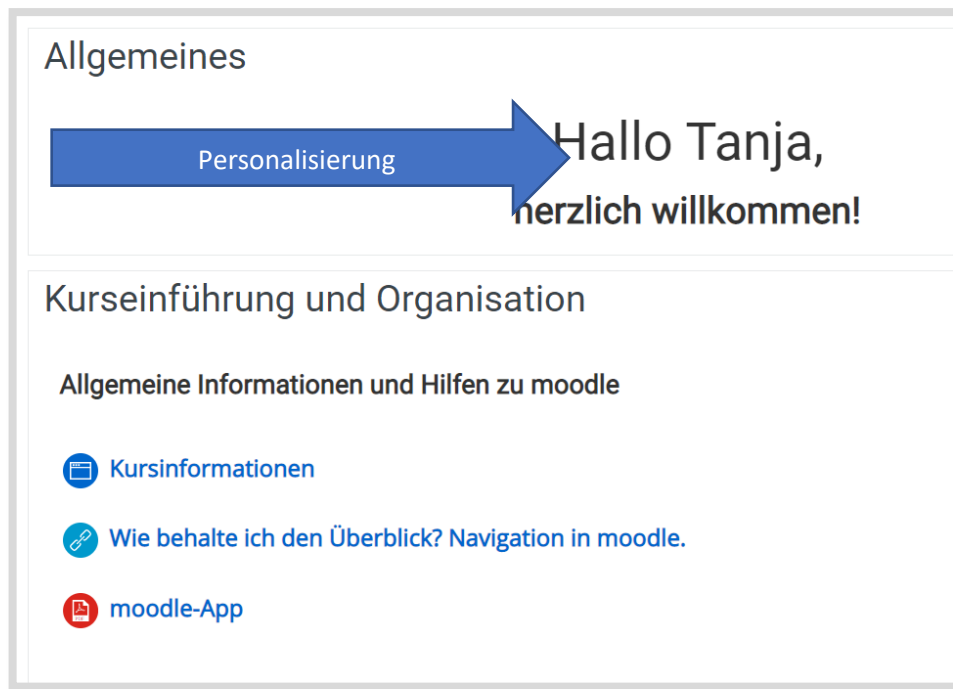 Allgemeines
Personalisierung
Hallo Tanja,
herzlich willkommen!
Kurseinführung und Organisation
Allgemeine Informationen und Hilfen zu moodle
Kursinformationen
Wie behalte ich den Überblick? Navigation in moodle.
moodle-App